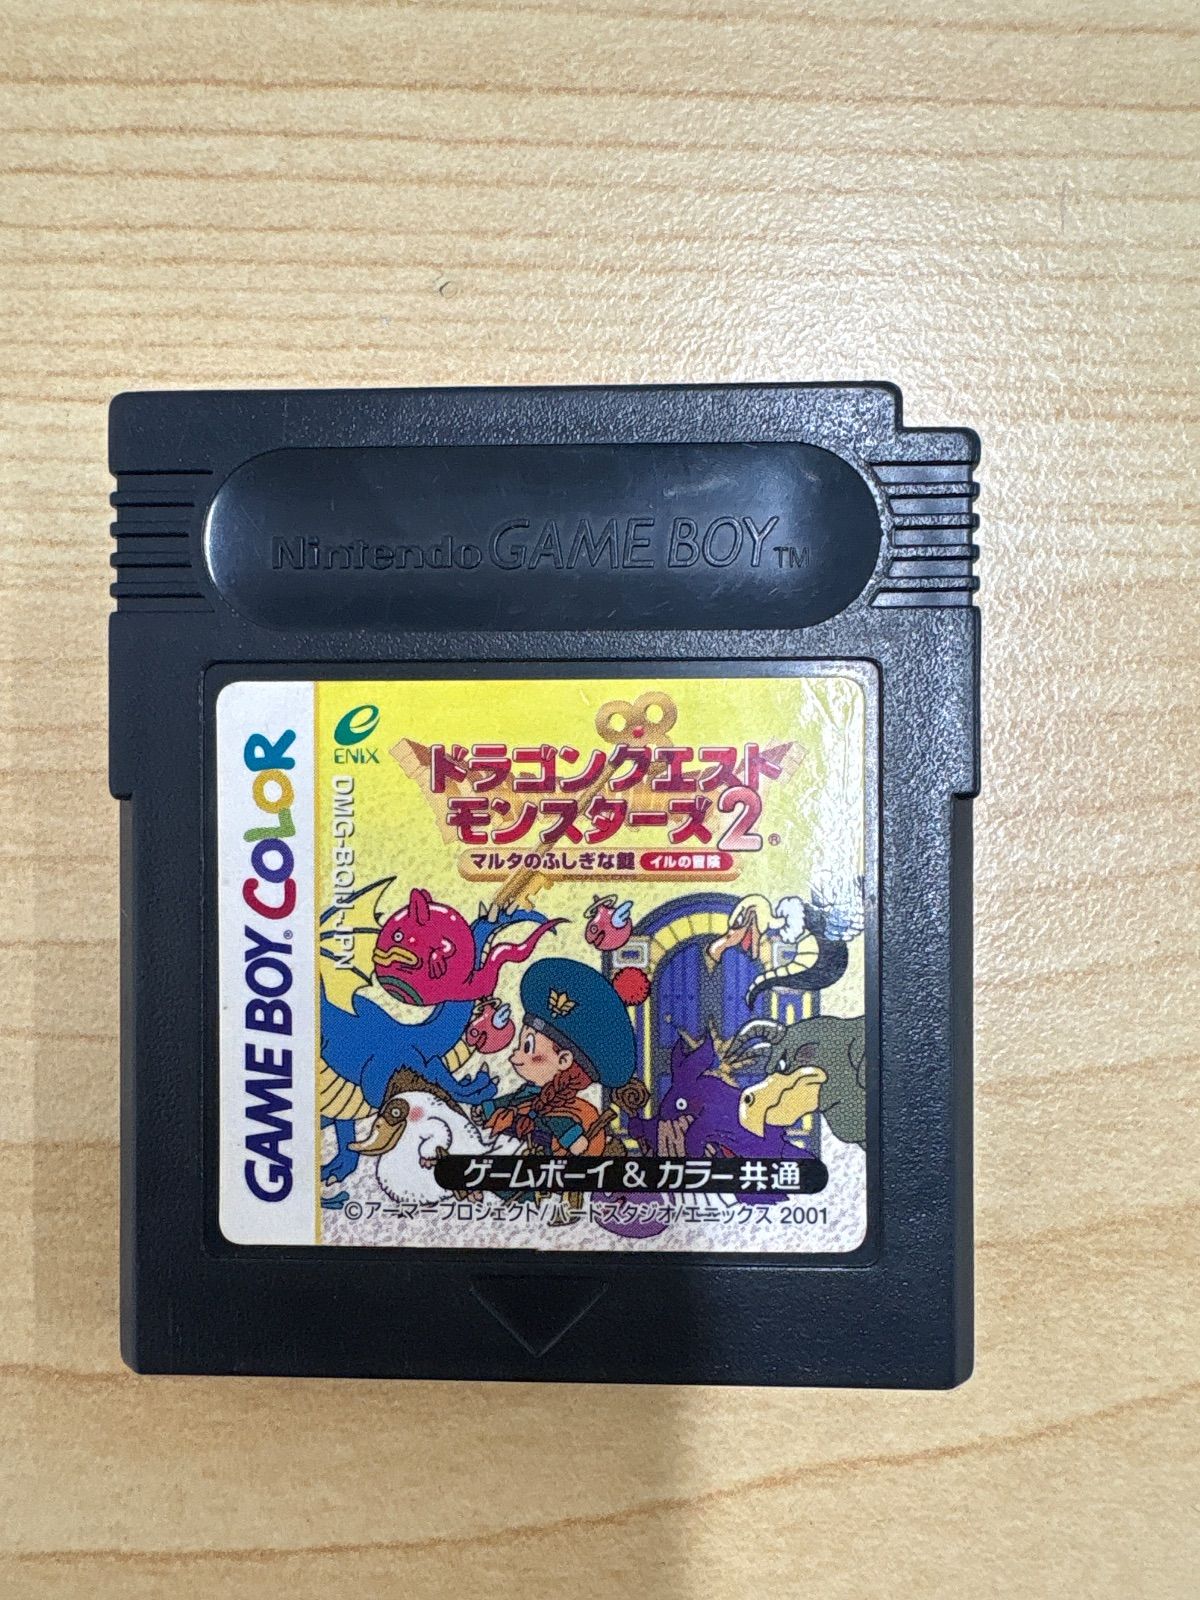 Nintendo GAME BOY TM
GAME BOY COLOR
ENIX
DMG-BQIN-JPN
ドラゴンクエスト
モンスターズ2
マルタのふしぎな鍵 イルの冒険
ゲームボーイ & カラー共通
©アーマープロジェクト/バードスタジオ/エニックス 2001